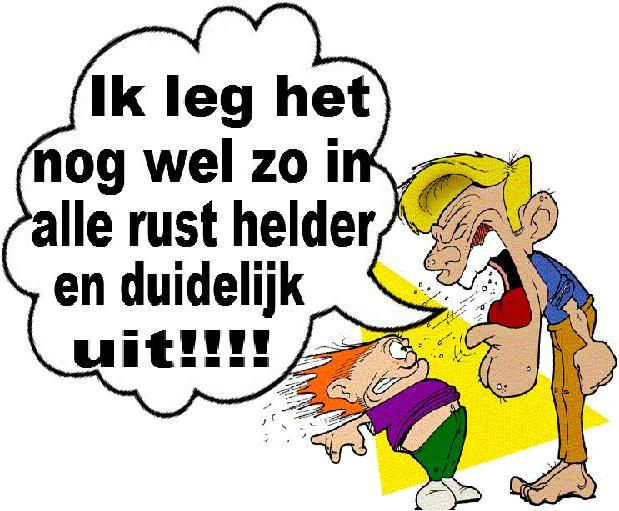 Ik leg het
nog wel zo in
alle rust helder
en duidelijk
uit!!!!